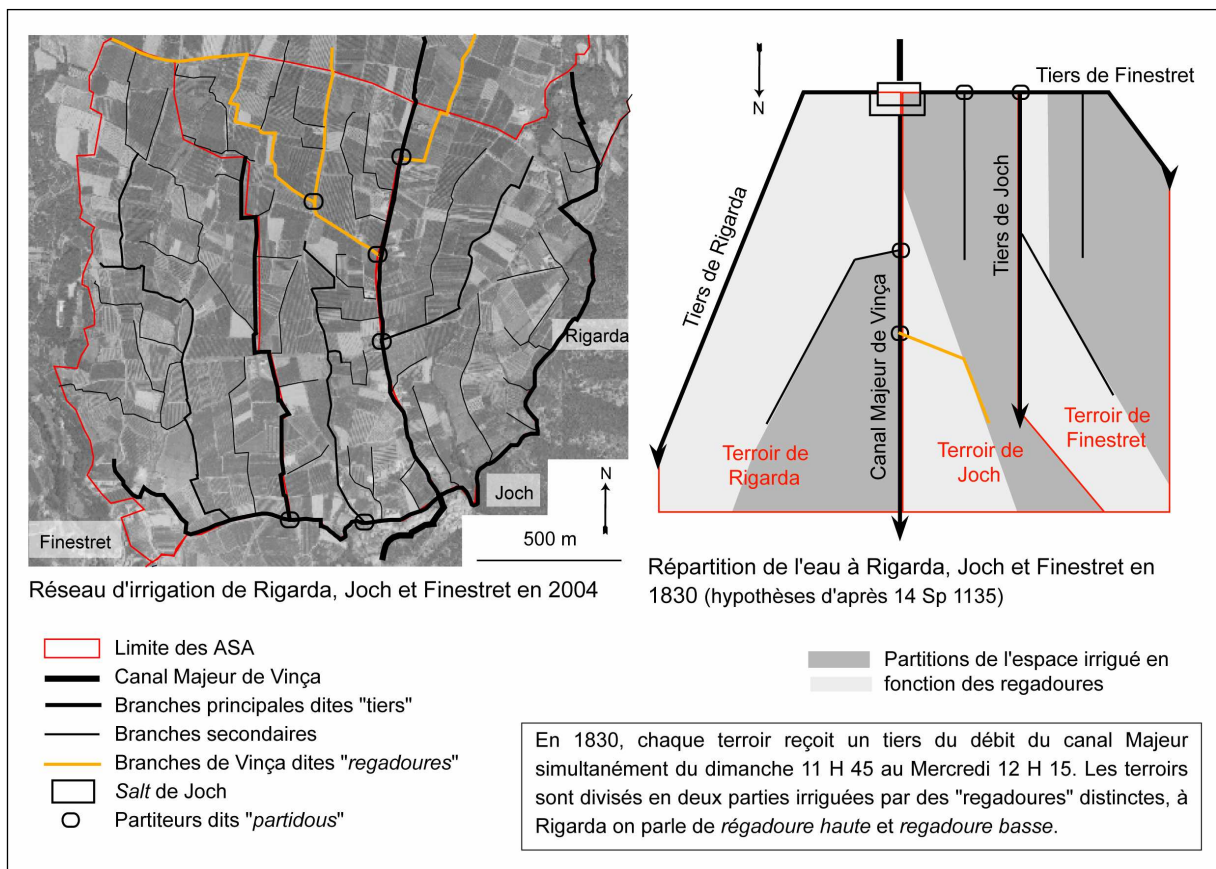 Rigarda
Joch
N
500 m
Finestret
Réseau d'irrigation de Rigarda, Joch et Finestret en 2004
N
Tiers de Finestret
Tiers de Rigarda
Canal Majeur de Vinça
Tiers de Joch
Terroir de
Rigarda
Terroir de
Joch
Terroir de
Finestret
Répartition de l'eau à Rigarda, Joch et Finestret en
1830 (hypothèses d'après 14 Sp 1135)
Limite des ASA
Canal Majeur de Vinça
Branches principales dites "tiers"
Branches secondaires
Branches de Vinça dites "regadoures"
Salt de Joch
Partiteurs dits "partidous"
Partitions de l'espace irrigué en
fonction des regadoures
En 1830, chaque terroir reçoit un tiers du débit du canal Majeur
simultanément du dimanche 11 H 45 au Mercredi 12 H 15. Les terroirs
sont divisés en deux parties irriguées par des "regadoures" distinctes, à
Rigarda on parle de régadoure haute et regadoure basse.